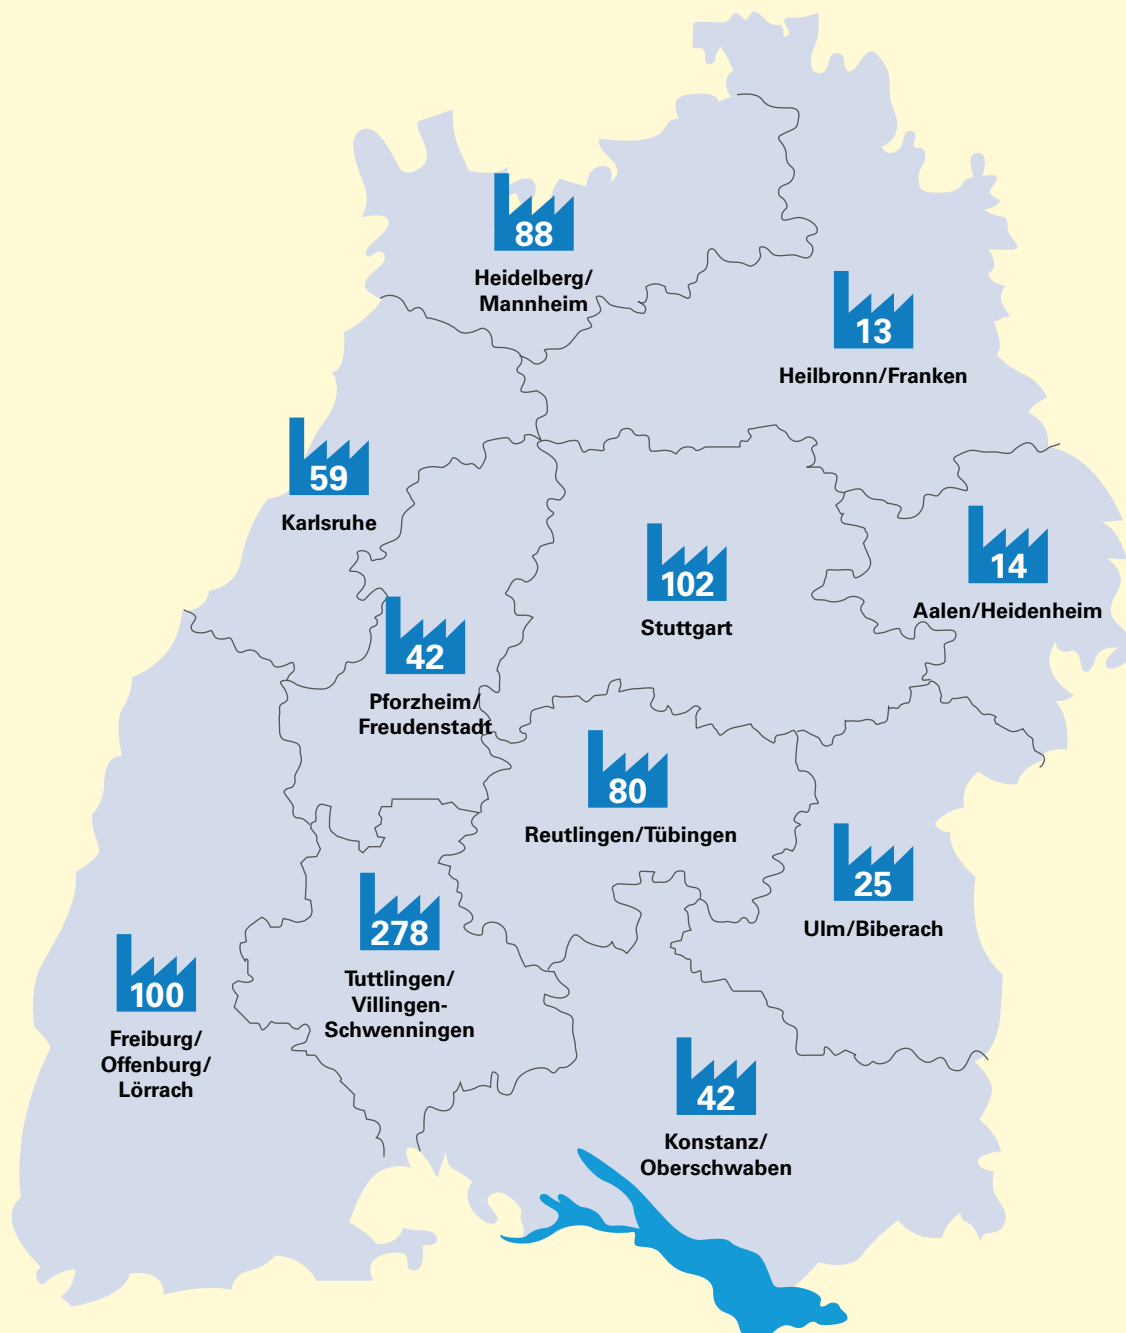 88
Heidelberg/
Mannheim
13
Heilbronn/Franken
59
Karlsruhe
102
Stuttgart
14
Aalen/Heidenheim
42
Pforzheim/
Freudenstadt
80
Reutlingen/Tübingen
25
Ulm/Biberach
278
Tuttlingen/
Villingen-
Schwenningen
100
Freiburg/
Offenburg/
Lörrach
42
Konstanz/
Oberschwaben